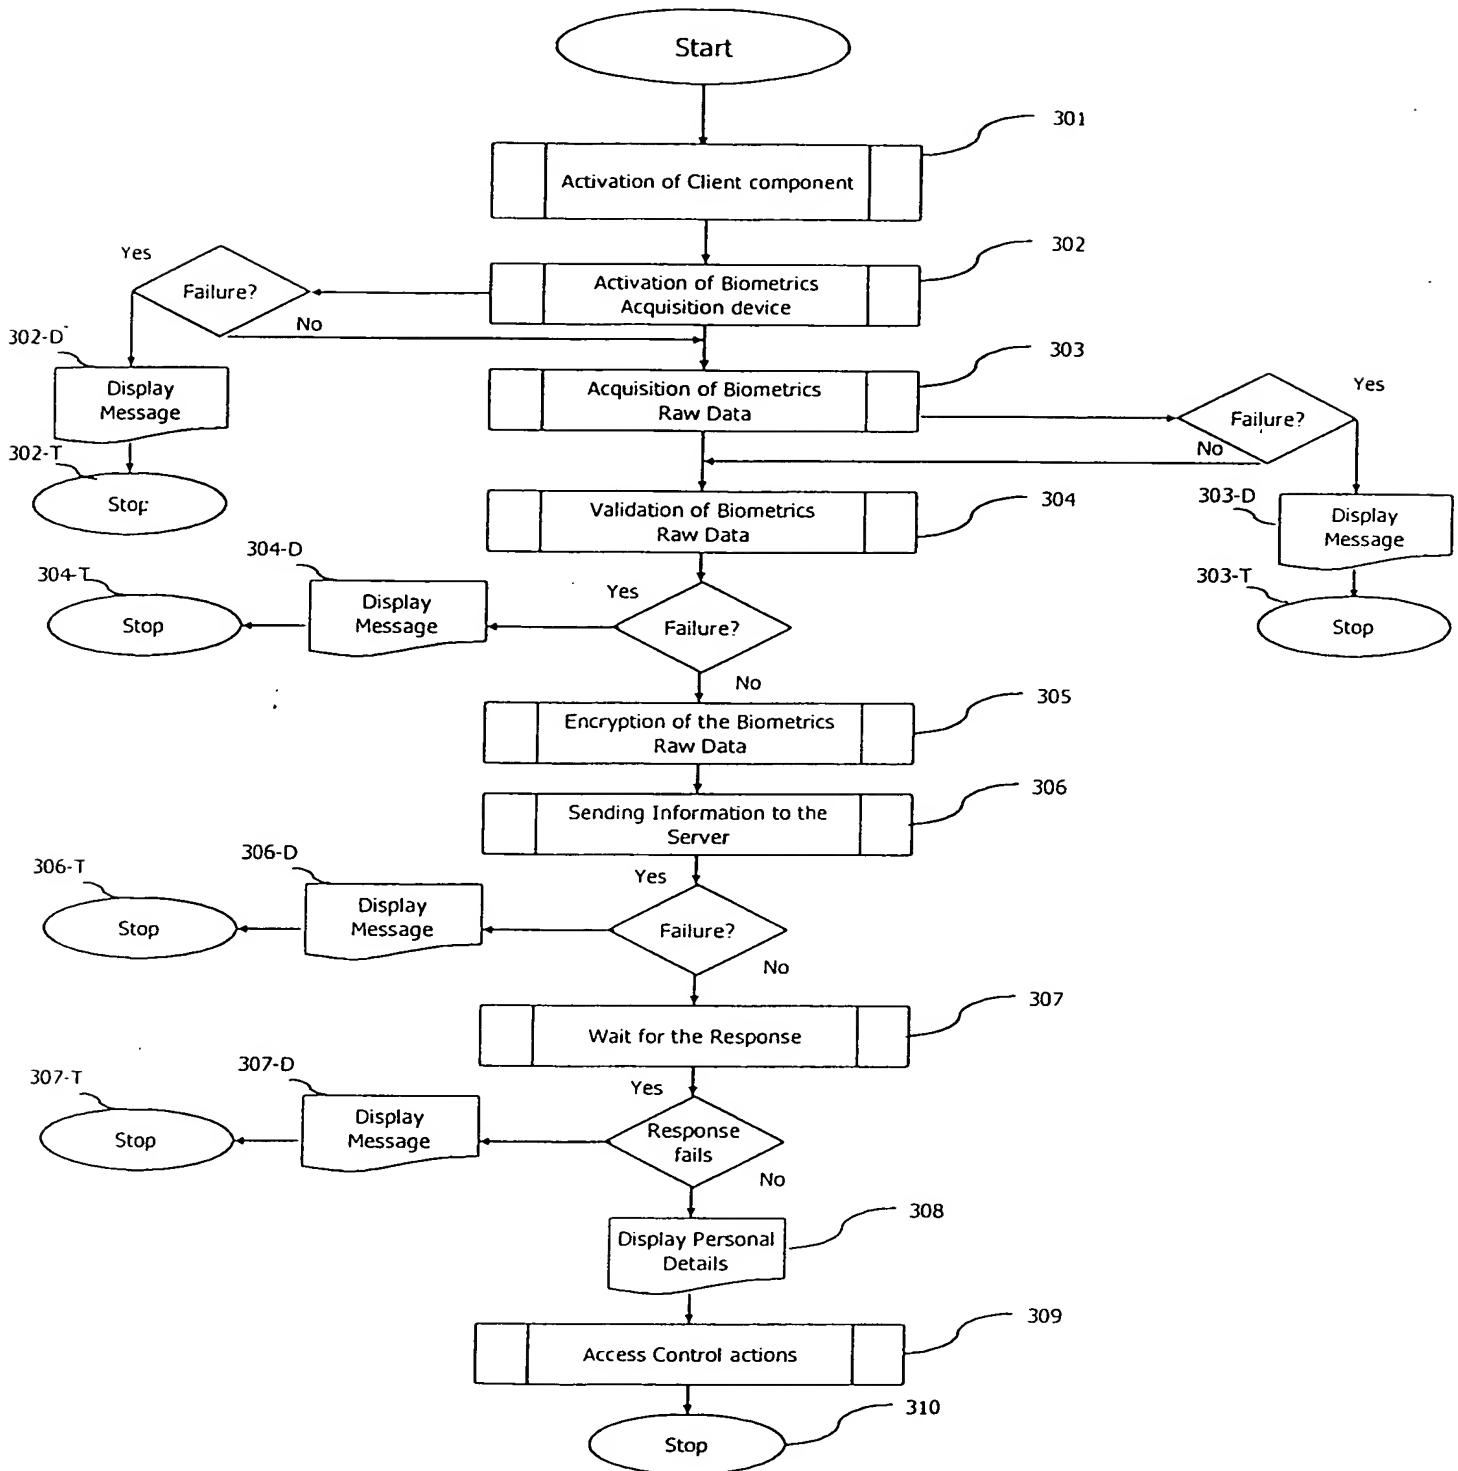 Start
301
Activation of Client component
302
Yes
Failure?
Activation of Biometrics
Acquisition device
No
302-D
303
Display
Message
Acquisition of Biometrics
Raw Data
Yes
Failure?
No
302-T
Stop
304
Validation of Biometrics
Raw Data
303-D
Display
Message
304-D
304-T
Yes
Display
Message
Stop
Failure?
303-T
Stop
No
305
Encryption of the Biometrics
Raw Data
306
Sending Information to the
Server
306-D
306-T
Yes
Display
Message
Stop
Failure?
No
307
Wait for the Response
307-D
307-T
Yes
Display
Message
Stop
Response
fails
No
308
Display Personal
Details
309
Access Control actions
310
Stop